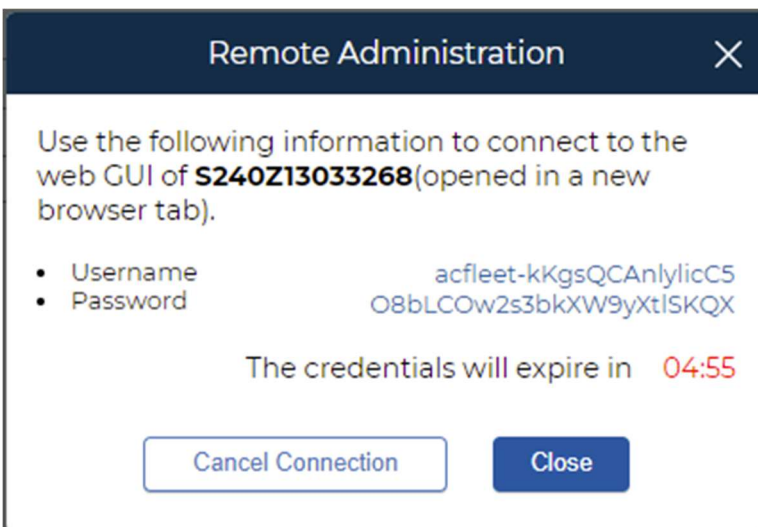 Remote Administration
Use the following information to connect to the
web GUI of S240Z13033268(opened in a new
browser tab).
• Username acfleet-kKgsQCAnlylicC5
• Password O8bLCOw2s3bkXW9yXtlSKQX
The credentials will expire in 04:55
Cancel Connection Close